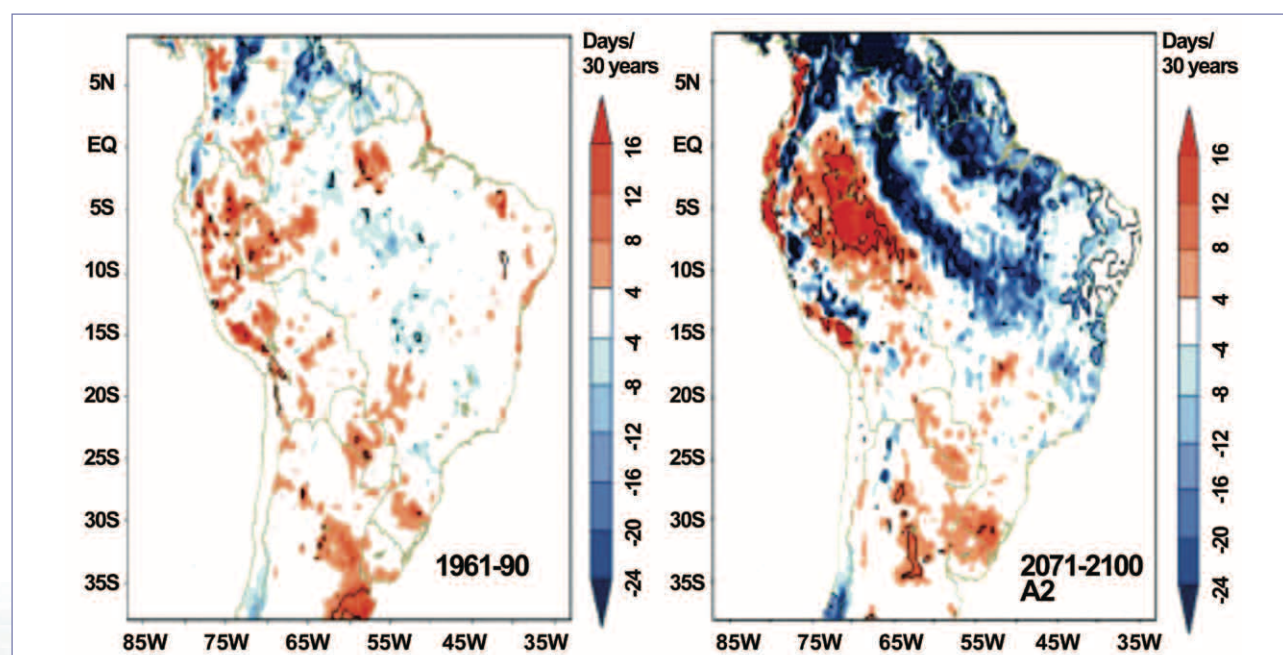 Days/
30 years
5N
EQ
5S
10S
15S
20S
25S
30S
35S
16
12
8
4
-4
-8
-12
-16
-20
-24
1961-90
85W 75W 65W 55W 45W 35W
Days/
30 years
5N
EQ
5S
10S
15S
20S
25S
30S
35S
16
12
8
4
-4
-8
-12
-16
-20
-24
2071-2100
A2
85W 75W 65W 55W 45W 35W